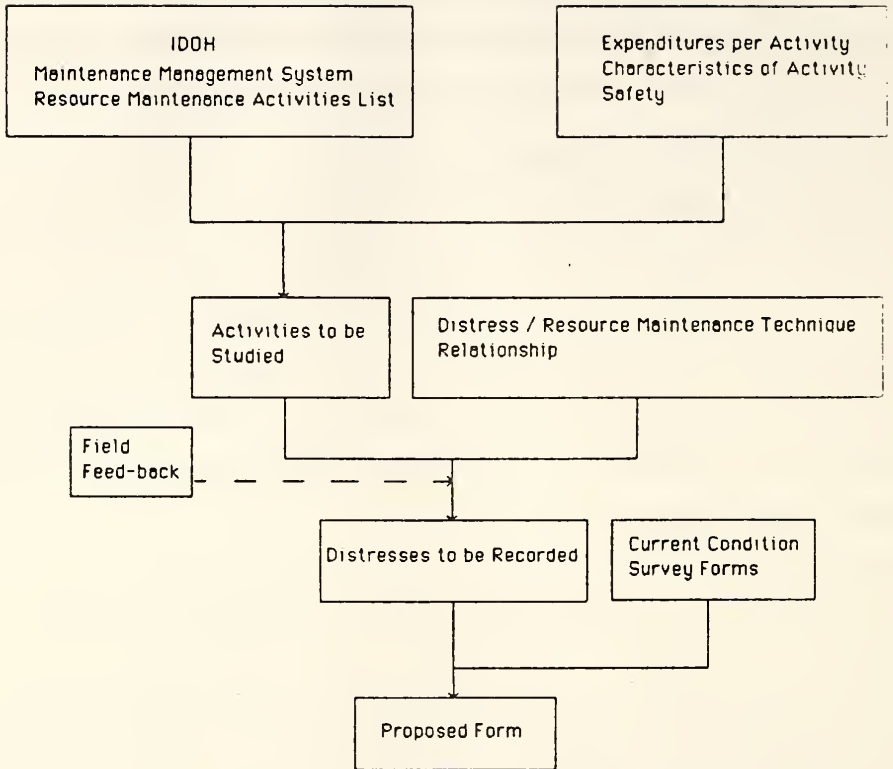 IDOH
Maintenance Management System
Resource Maintenance Activities List
Expenditures per Activity
Characteristics of Activity
Safety
Activities to be
Studied
Distress / Resource Maintenance Technique
Relationship
Field
Feed-back
Distresses to be Recorded
Current Condition
Survey Forms
Proposed Form